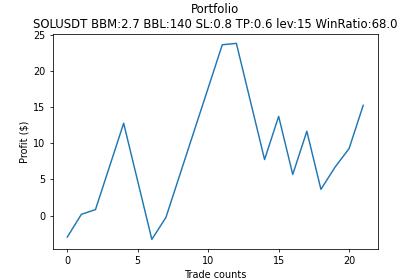 Portfolio
SOLUSDT BBM:2.7 BBL:140 SL:0.8 TP:0.6 lev:15 WinRatio:68.0
25
20
15
10
5
0
Profit ($)
0 5 10 15 20
Trade counts